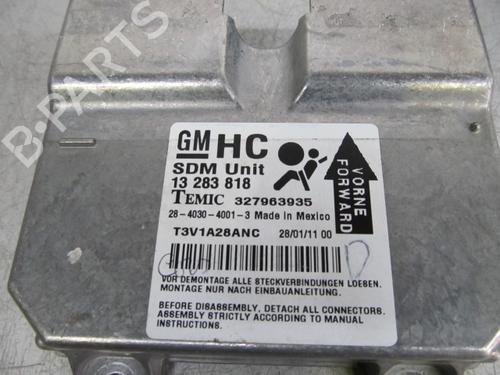 B-PARTS
GM HC
SDM Unit
13 283 818
TEMIC 327963935
28-4030-4001-3 Made in Mexico
T3V1A28ANC 28/01/11 00
VORNE
FORWARD
D
VOR DEMONTAGE ALLE STECKVERBINDUNGEN LOESEN.
MONTAGE NUR NACH EINBAUANLEITUNG.
BEFORE DISASSEMBLY, DETACH ALL CONNECTORS.
ASSEMBLY STRICTLY ACCORDING TO MANUAL
INSTRUCTIONS.